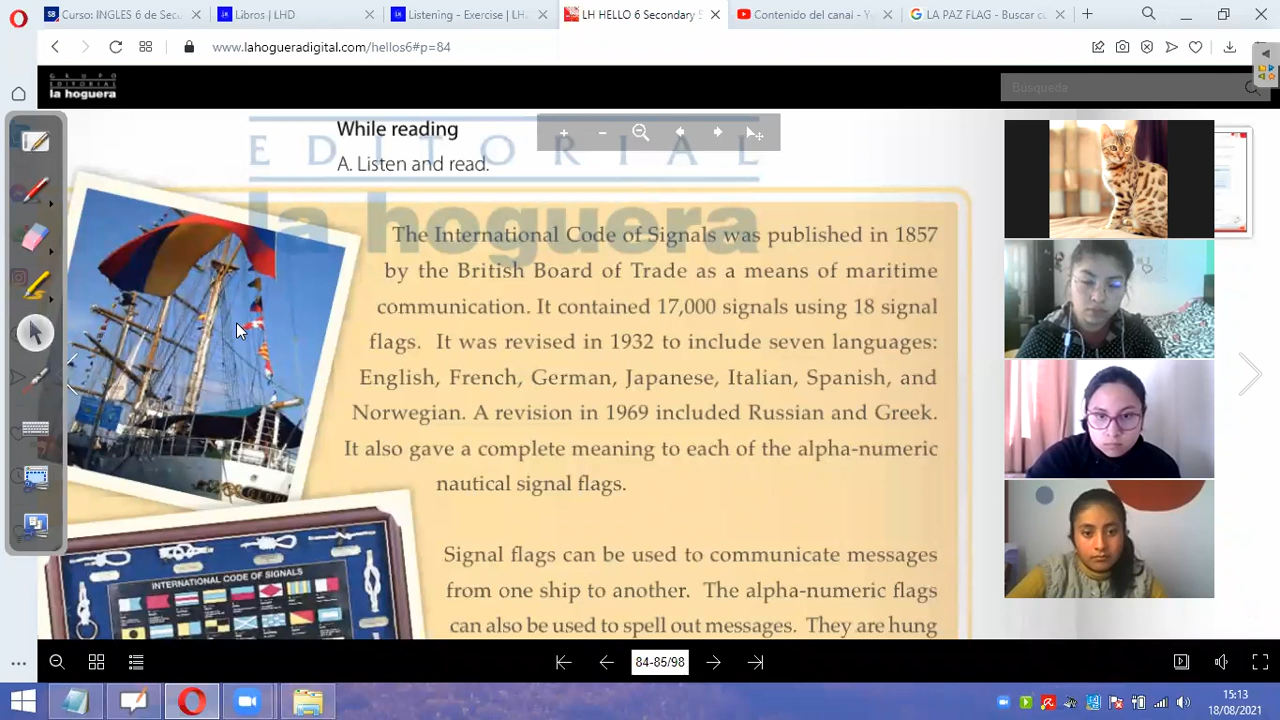 Curso: INGLES 6 de Sec
Libros | LHD
Listening - Exercise | LH
LH HELLO 6 Secondary S
Contenido del canal - Y
LA PAZ FLAG - Buscar c
www.lahogueradigital.com/hellos6#p=84
GRUPO
EDITORIAL
la hoguera
Búsqueda
EDITORIAL
la hoguera
While reading
A. Listen and read.
The International Code of Signals was published in 1857
by the British Board of Trade as a means of maritime
communication. It contained 17,000 signals using 18 signal
flags. It was revised in 1932 to include seven languages:
English, French, German, Japanese, Italian, Spanish, and
Norwegian. A revision in 1969 included Russian and Greek.
It also gave a complete meaning to each of the alpha-numeric
nautical signal flags.
INTERNATIONAL CODE OF SIGNALS
Signal flags can be used to communicate messages
from one ship to another. The alpha-numeric flags
can also be used to spell out messages. They are hung
84-85/98
15:13
18/08/2021